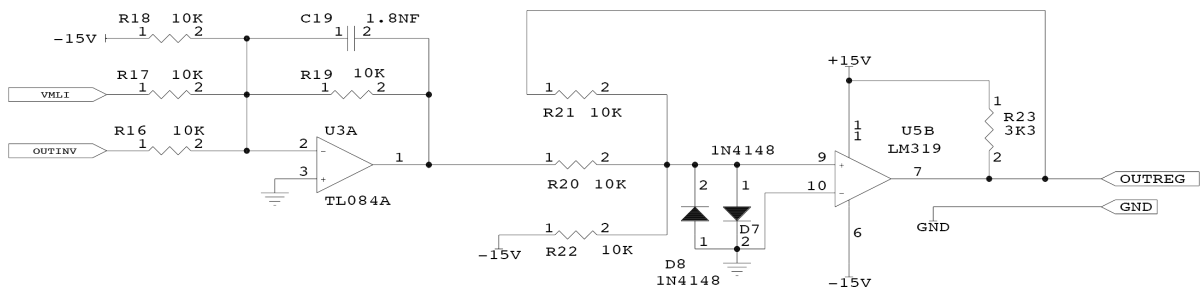 R18 10K
C19 1.8NF
-15V 1 2
1 2
R17 10K
R19 10K
VMLI 1 2
1 2
R16 10K
U3A
OUTINV 1 2
2 -
3 +
1
TL084A
1 2
R21 10K
1 2
R20 10K
1 2
-15V R22 10K
1N4148
2 1
D7
1 2
D8
1N4148
+15V
1
1
U5B
LM319
9 +
10 -
7
6
-15V
1
R23
3K3
2
OUTREG
GND
GND